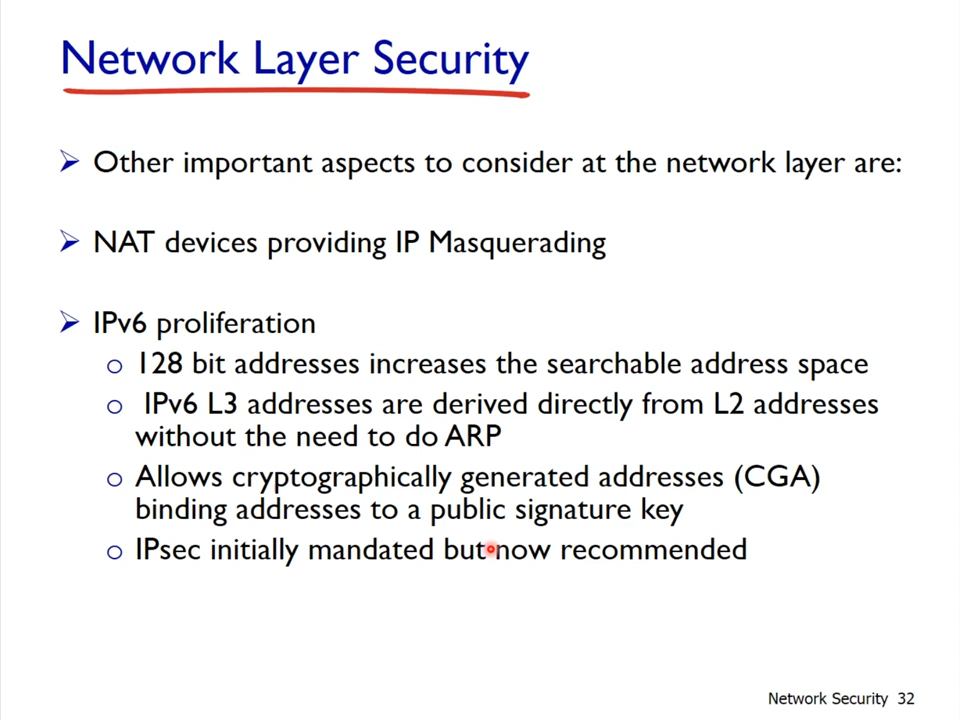 Network Layer Security
Other important aspects to consider at the network layer are:
NAT devices providing IP Masquerading
IPv6 proliferation
128 bit addresses increases the searchable address space
IPv6 L3 addresses are derived directly from L2 addresses
without the need to do ARP
Allows cryptographically generated addresses (CGA)
binding addresses to a public signature key
IPsec initially mandated but now recommended
Network Security 32